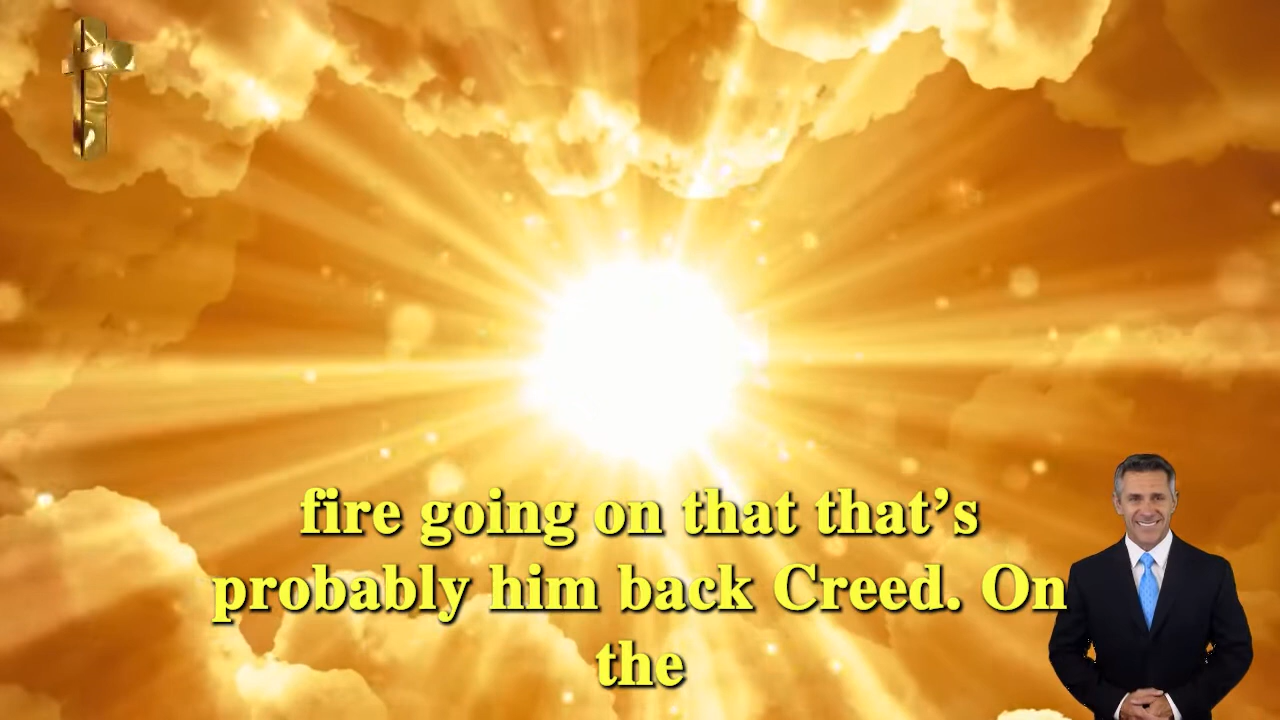 fire going on that that’s
probably him back Creed. On
the